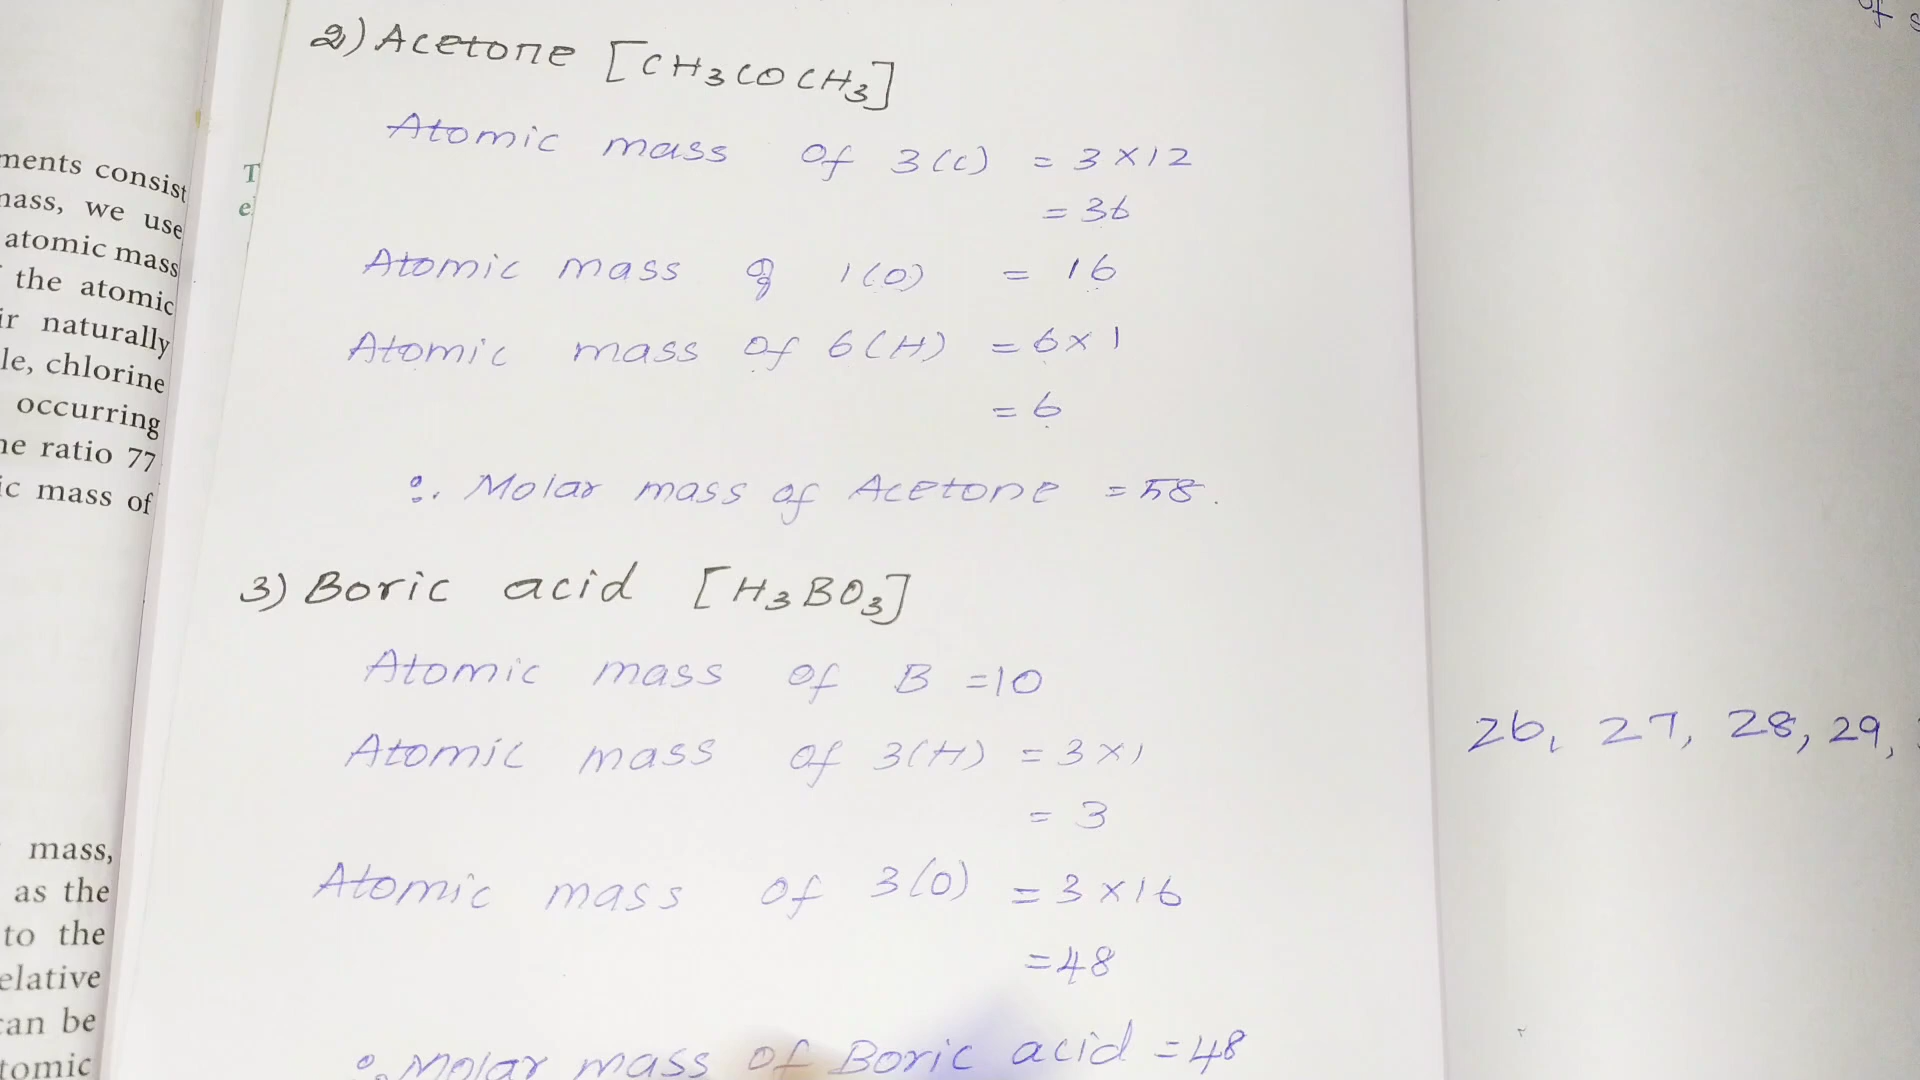 2) Acetone [CH3COCH3]
Atomic mass of 3(C) = 3×12
= 36
Atomic mass of 1(O) = 16
Atomic mass of 6(H) = 6×1
= 6
∴ Molar mass of Acetone = 58.
3) Boric acid [H3BO3]
Atomic mass of B =10
Atomic mass of 3(H) = 3×1
= 3
Atomic mass of 3(O) = 3×16
=48
∴ Molar mass of Boric acid =48
ments consist
mass, we use
atomic mass
the atomic
ir naturally
le, chlorine
occurring
he ratio 77
ic mass of
mass,
as the
to the
elative
can be
tomic
T
e
26, 27, 28, 29,